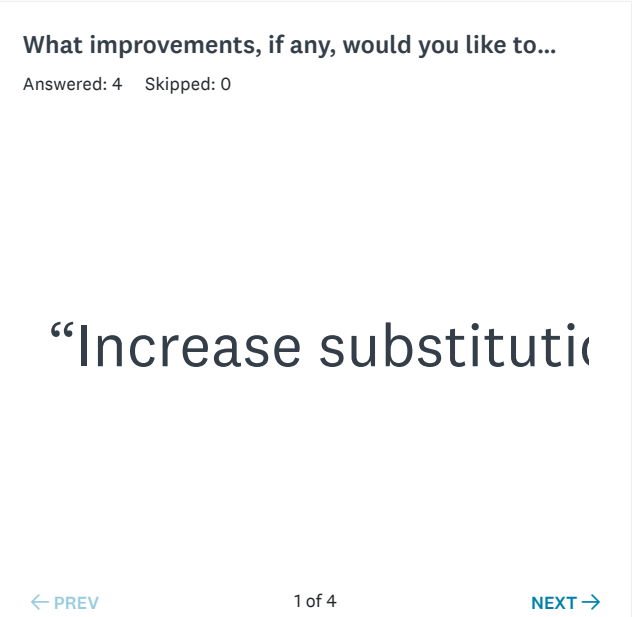 What improvements, if any, would you like to...
Answered: 4 Skipped: 0
“Increase
← PREV 1 of 4 NEXT →